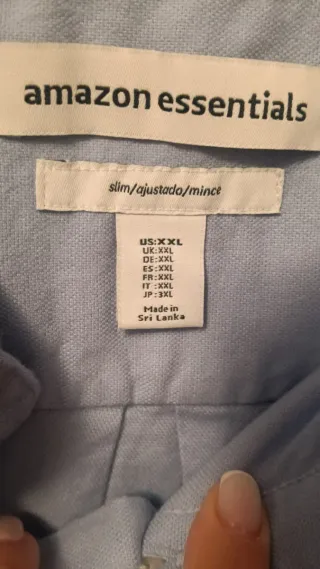 amazon essentials
slim/ajustado/mince
US:XXL
UK:XXL
DE:XXL
ES:XXL
FR:XXL
IT :XXL
JP:3XL
Made in
Sri Lanka